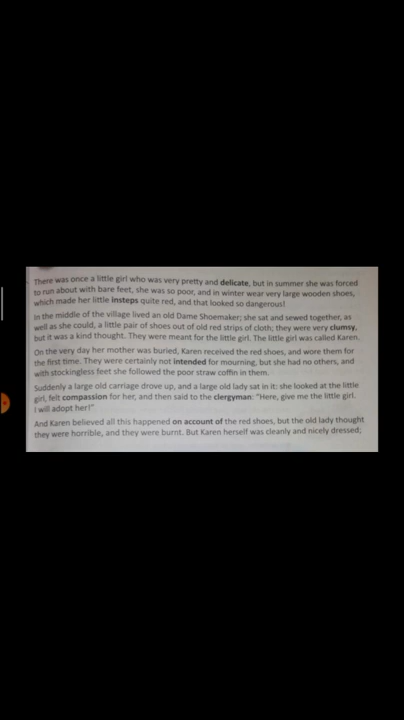 There was once a little girl who was very pretty and delicate, but in summer she was forced
to run about with bare feet, she was so poor, and in winter wear very large wooden shoes,
which made her little insteps quite red, and that looked so dangerous!
In the middle of the village lived an old Dame Shoemaker; she sat and sewed together, as
well as she could, a little pair of shoes out of old red strips of cloth; they were very clumsy,
but it was a kind thought. They were meant for the little girl. The little girl was called Karen.
On the very day her mother was buried, Karen received the red shoes, and wore them for
the first time. They were certainly not intended for mourning, but she had no others, and
with stockingless feet she followed the poor straw coffin in them.
Suddenly a large old carriage drove up, and a large old lady sat in it: she looked at the little
girl, felt compassion for her, and then said to the clergyman: "Here, give me the little girl.
I will adopt her!"
And Karen believed all this happened on account of the red shoes, but the old lady thought
they were horrible, and they were burnt. But Karen herself was cleanly and nicely dressed;